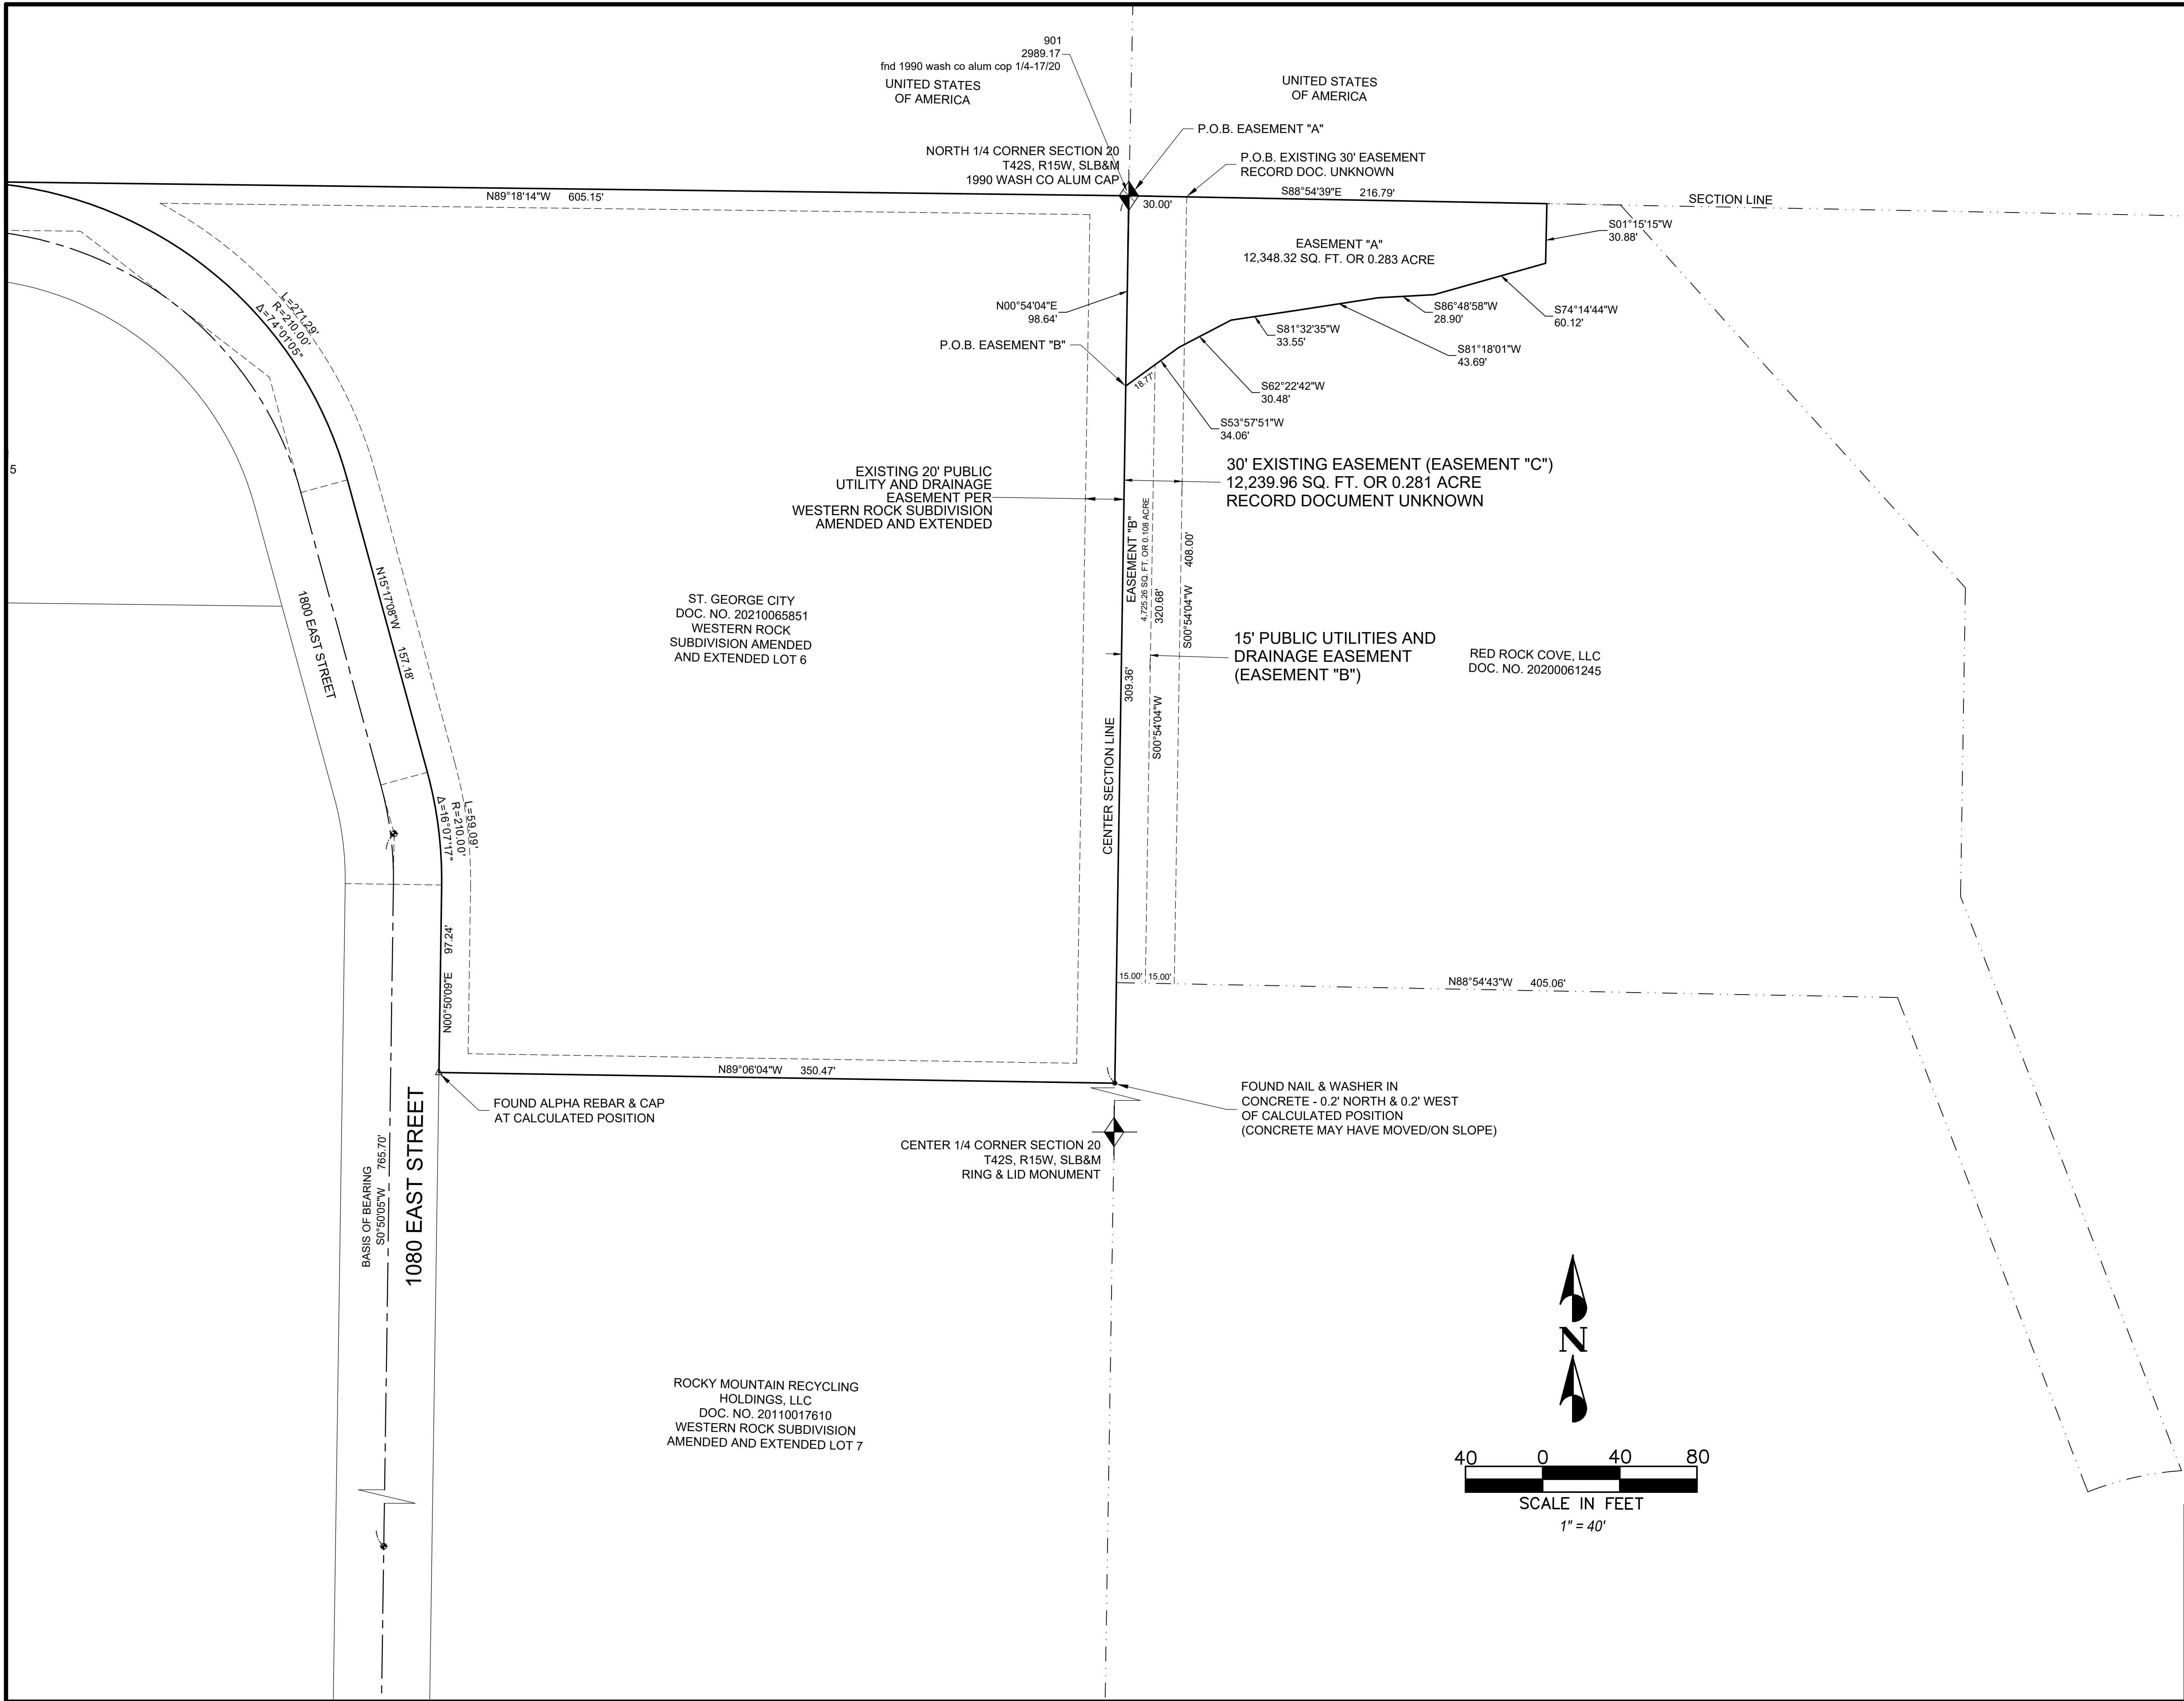 901
2989.17
fnd 1990 wash co alum cop 1/4-17/20
UNITED STATES
OF AMERICA
UNITED STATES
OF AMERICA
P.O.B. EASEMENT "A"
NORTH 1/4 CORNER SECTION 20
T42S, R15W, SLB&M
1990 WASH CO ALUM CAP
P.O.B. EXISTING 30' EASEMENT
RECORD DOC. UNKNOWN
N89°18'14"W 605.15'
30.00'
S88°54'39"E 216.79'
SECTION LINE
S01°15'15"W
30.88'
EASEMENT "A"
12,348.32 SQ. FT. OR 0.283 ACRE
N00°54'04"E
98.64'
S86°48'58"W
28.90'
S74°14'44"W
60.12'
S81°32'35"W
33.55'
S81°18'01"W
43.69'
P.O.B. EASEMENT "B"
18.77'
S62°22'42"W
30.48'
S53°57'51"W
34.06'
L=271.29'
R=210.00'
Δ=74°01'05"
5
EXISTING 20' PUBLIC
UTILITY AND DRAINAGE
EASEMENT PER
WESTERN ROCK SUBDIVISION
AMENDED AND EXTENDED
30' EXISTING EASEMENT (EASEMENT "C")
12,239.96 SQ. FT. OR 0.281 ACRE
RECORD DOCUMENT UNKNOWN
EASEMENT "B"
4,725.26 SQ. FT. OR 0.108 ACRE
320.68'
S00°54'04"W 408.00'
N15°17'08"W 157.18'
1800 EAST STREET
ST. GEORGE CITY
DOC. NO. 20210065851
WESTERN ROCK
SUBDIVISION AMENDED
AND EXTENDED LOT 6
15' PUBLIC UTILITIES AND
DRAINAGE EASEMENT
(EASEMENT "B")
RED ROCK COVE, LLC
DOC. NO. 20200061245
309.36'
S00°54'04"W
CENTER SECTION LINE
L=59.09'
R=210.00'
Δ=16°07'17"
N00°50'09"E 97.24'
15.00'
15.00'
N88°54'43"W 405.06'
N89°06'04"W 350.47'
FOUND ALPHA REBAR & CAP
AT CALCULATED POSITION
FOUND NAIL & WASHER IN
CONCRETE - 0.2' NORTH & 0.2' WEST
OF CALCULATED POSITION
(CONCRETE MAY HAVE MOVED/ON SLOPE)
CENTER 1/4 CORNER SECTION 20
T42S, R15W, SLB&M
RING & LID MONUMENT
BASIS OF BEARING
S0°50'05"W 765.70'
1080 EAST STREET
ROCKY MOUNTAIN RECYCLING
HOLDINGS, LLC
DOC. NO. 20110017610
WESTERN ROCK SUBDIVISION
AMENDED AND EXTENDED LOT 7
N
40 0 40 80
SCALE IN FEET
1" = 40'